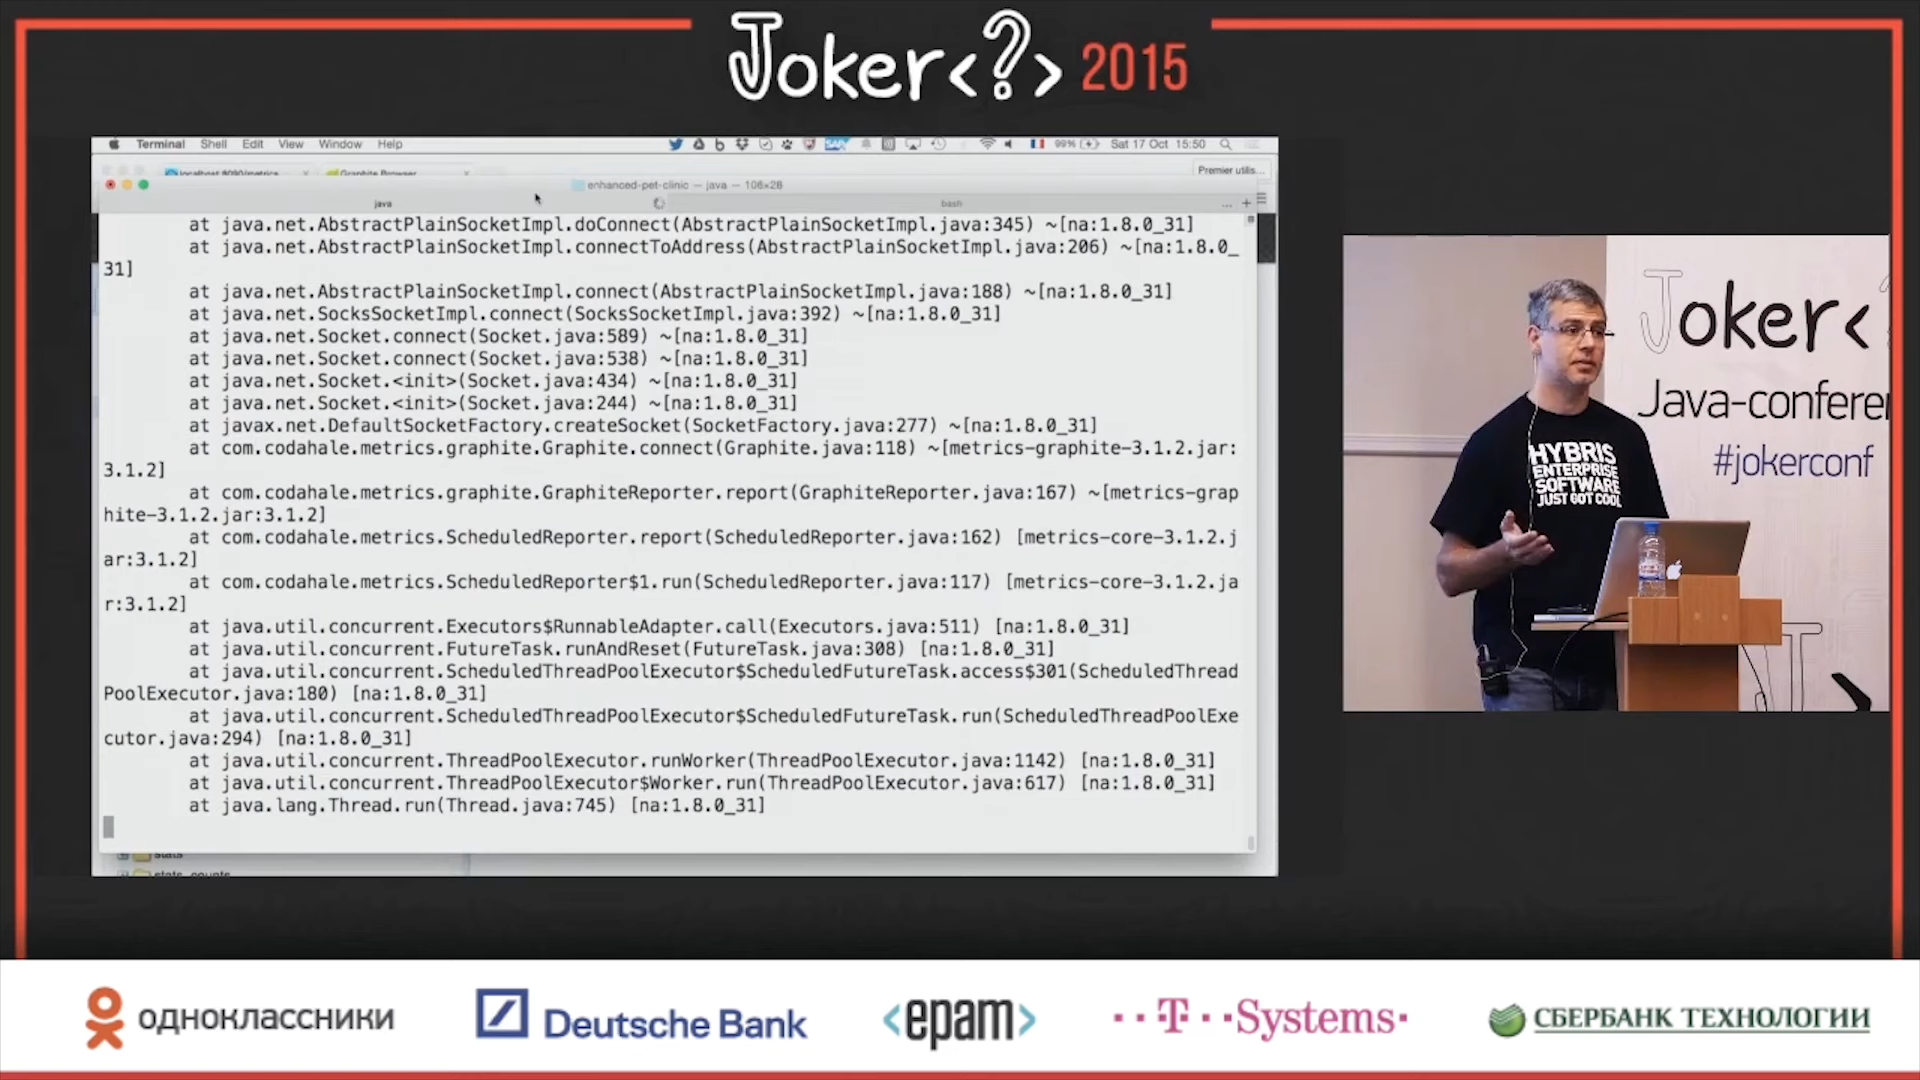 Joker<?> 2015
Terminal Shell Edit View Window Help
99% Sat 17 Oct 15:50
localhost:8090/metrics Graphite Browser Premier utilis...
enhanced-pet-clinic — java — 106×28
java bash
at java.net.AbstractPlainSocketImpl.doConnect(AbstractPlainSocketImpl.java:345) ~[na:1.8.0_31]
at java.net.AbstractPlainSocketImpl.connectToAddress(AbstractPlainSocketImpl.java:206) ~[na:1.8.0_
31]
at java.net.AbstractPlainSocketImpl.connect(AbstractPlainSocketImpl.java:188) ~[na:1.8.0_31]
at java.net.SocksSocketImpl.connect(SocksSocketImpl.java:392) ~[na:1.8.0_31]
at java.net.Socket.connect(Socket.java:589) ~[na:1.8.0_31]
at java.net.Socket.connect(Socket.java:538) ~[na:1.8.0_31]
at java.net.Socket.<init>(Socket.java:434) ~[na:1.8.0_31]
at java.net.Socket.<init>(Socket.java:244) ~[na:1.8.0_31]
at javax.net.DefaultSocketFactory.createSocket(SocketFactory.java:277) ~[na:1.8.0_31]
at com.codahale.metrics.graphite.Graphite.connect(Graphite.java:118) ~[metrics-graphite-3.1.2.jar:
3.1.2]
at com.codahale.metrics.graphite.GraphiteReporter.report(GraphiteReporter.java:167) ~[metrics-grap
hite-3.1.2.jar:3.1.2]
at com.codahale.metrics.ScheduledReporter.report(ScheduledReporter.java:162) [metrics-core-3.1.2.j
ar:3.1.2]
at com.codahale.metrics.ScheduledReporter$1.run(ScheduledReporter.java:117) [metrics-core-3.1.2.ja
r:3.1.2]
at java.util.concurrent.Executors$RunnableAdapter.call(Executors.java:511) [na:1.8.0_31]
at java.util.concurrent.FutureTask.runAndReset(FutureTask.java:308) [na:1.8.0_31]
at java.util.concurrent.ScheduledThreadPoolExecutor$ScheduledFutureTask.access$301(ScheduledThread
PoolExecutor.java:180) [na:1.8.0_31]
at java.util.concurrent.ScheduledThreadPoolExecutor$ScheduledFutureTask.run(ScheduledThreadPoolExe
cutor.java:294) [na:1.8.0_31]
at java.util.concurrent.ThreadPoolExecutor.runWorker(ThreadPoolExecutor.java:1142) [na:1.8.0_31]
at java.util.concurrent.ThreadPoolExecutor$Worker.run(ThreadPoolExecutor.java:617) [na:1.8.0_31]
at java.lang.Thread.run(Thread.java:745) [na:1.8.0_31]
stats
stats_counts
Joker<
Java-confere
#jokerconf
HYBRIS
ENTERPRISE
SOFTWARE
JUST GOT COOL
одноклассники
Deutsche Bank
<epam>
T Systems
СБЕРБАНК ТЕХНОЛОГИИ